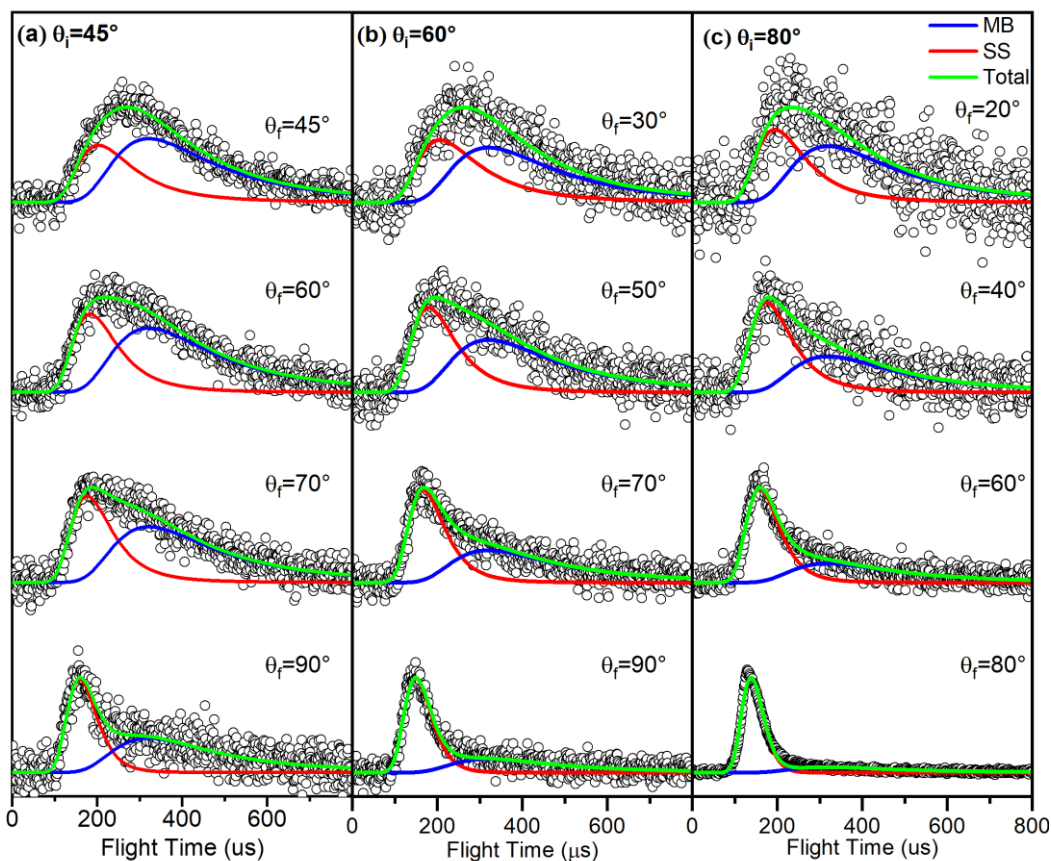 (a) θi=45°
θf=45°
θf=60°
θf=70°
θf=90°
0 200 400 600
Flight Time (us)
(b) θi=60°
θf=30°
θf=50°
θf=70°
θf=90°
0 200 400 600
Flight Time (μs)
(c) θi=80°
MB
SS
Total
θf=20°
θf=40°
θf=60°
θf=80°
0 200 400 600 800
Flight Time (us)